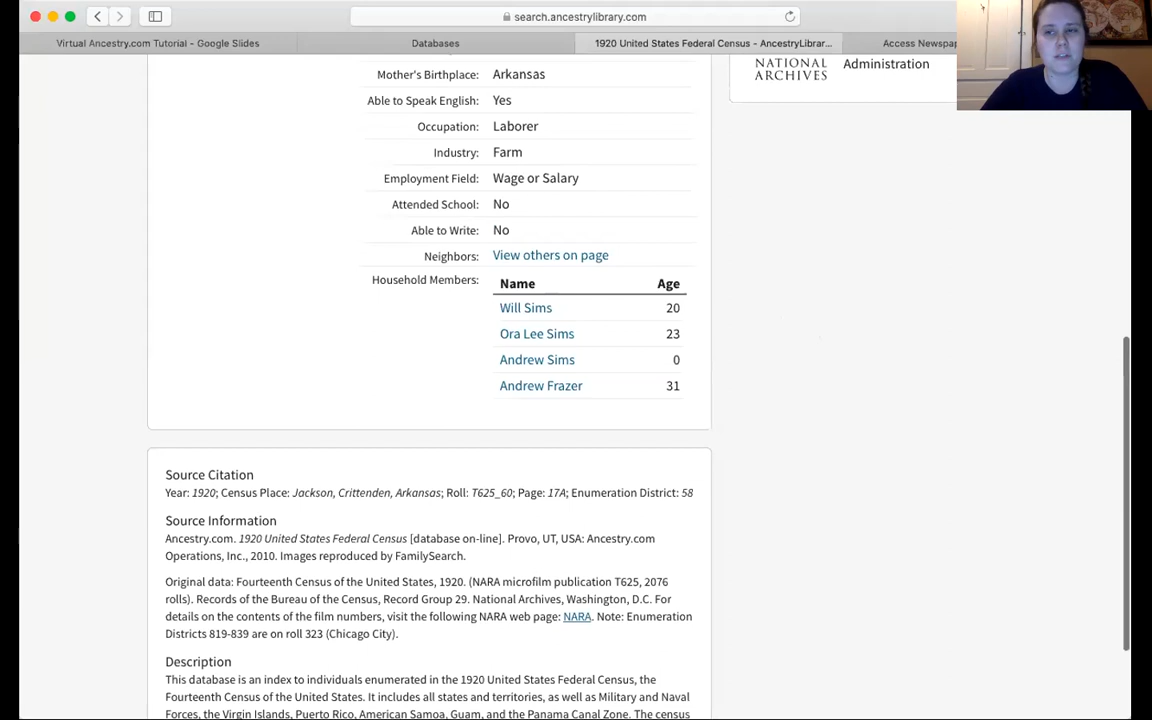 search.ancestrylibrary.com
Virtual Ancestry.com Tutorial - Google Slides
Databases
1920 United States Federal Census - AncestryLibrar...
Access Newspap
NATIONAL
ARCHIVES
Administration
Mother's Birthplace: Arkansas
Able to Speak English: Yes
Occupation: Laborer
Industry: Farm
Employment Field: Wage or Salary
Attended School: No
Able to Write: No
Neighbors: View others on page
Household Members: Name Age
Will Sims 20
Ora Lee Sims 23
Andrew Sims 0
Andrew Frazer 31
Source Citation
Year: 1920; Census Place: Jackson, Crittenden, Arkansas; Roll: T625_60; Page: 17A; Enumeration District: 58
Source Information
Ancestry.com. 1920 United States Federal Census [database on-line]. Provo, UT, USA: Ancestry.com
Operations, Inc., 2010. Images reproduced by FamilySearch.
Original data: Fourteenth Census of the United States, 1920. (NARA microfilm publication T625, 2076
rolls). Records of the Bureau of the Census, Record Group 29. National Archives, Washington, D.C. For
details on the contents of the film numbers, visit the following NARA web page: NARA. Note: Enumeration
Districts 819-839 are on roll 323 (Chicago City).
Description
This database is an index to individuals enumerated in the 1920 United States Federal Census, the
Fourteenth Census of the United States. It includes all states and territories, as well as Military and Naval
Forces, the Virgin Islands, Puerto Rico, American Samoa, Guam, and the Panama Canal Zone. The census